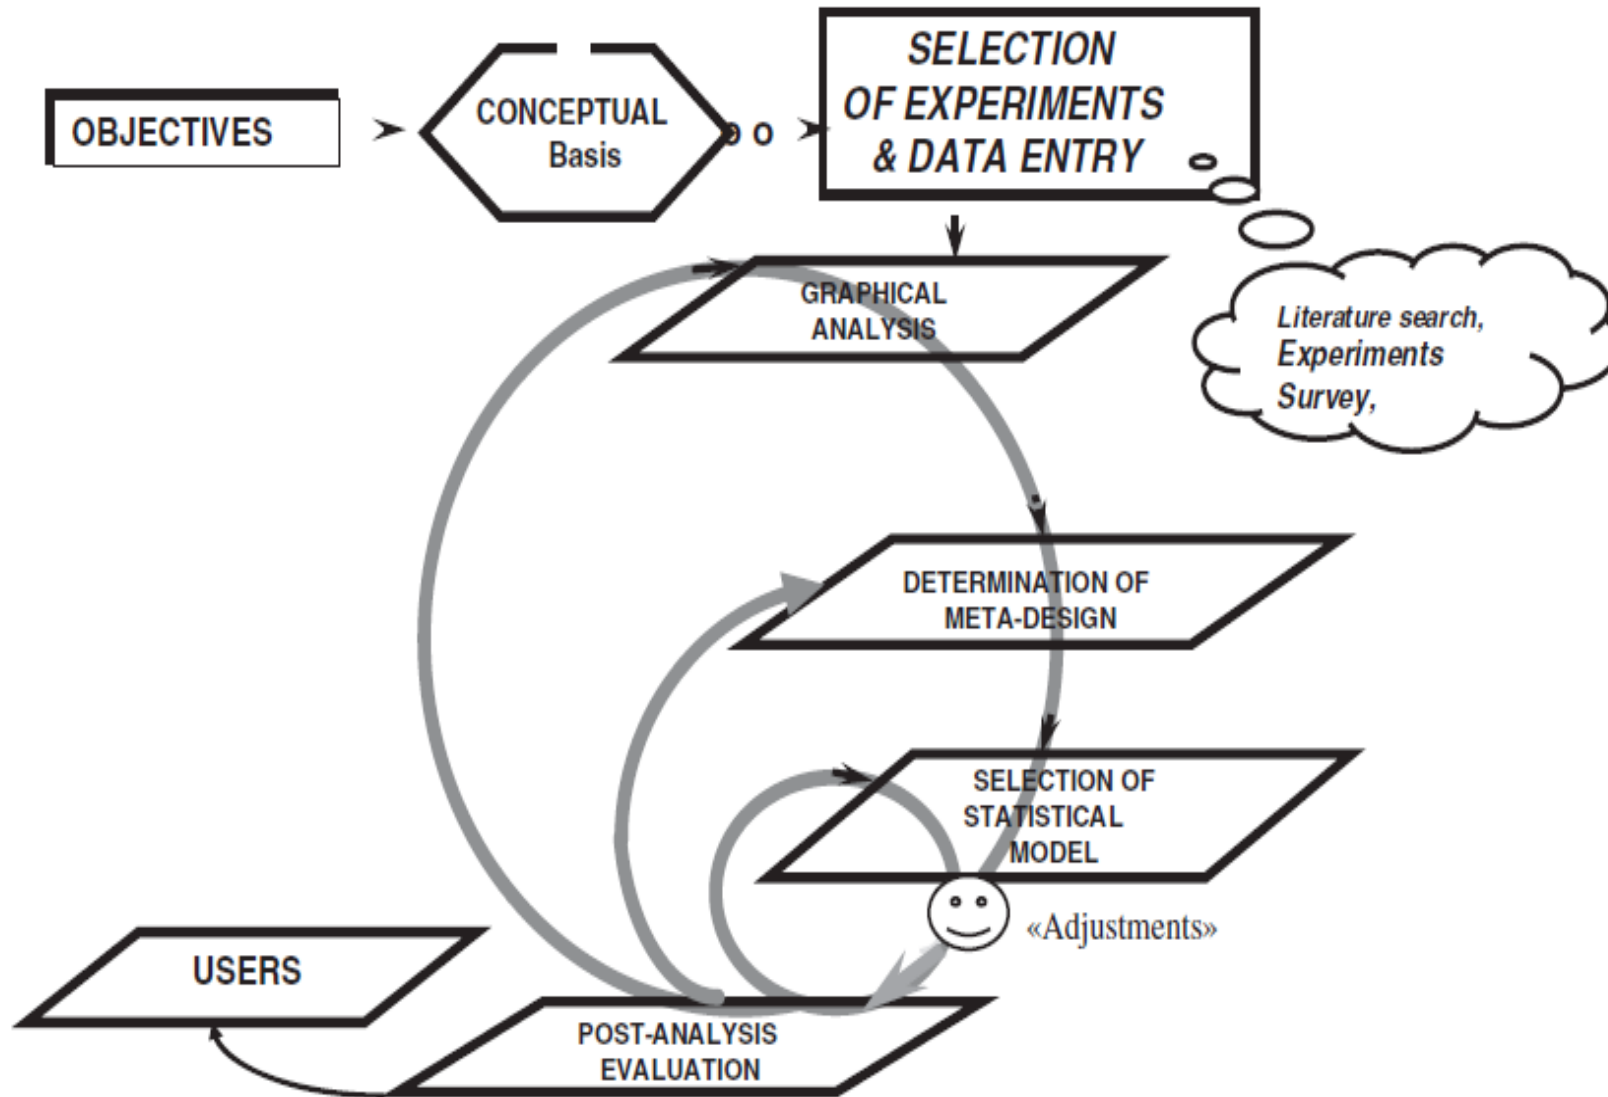 OBJECTIVES
CONCEPTUAL
Basis
o o
SELECTION
OF EXPERIMENTS
& DATA ENTRY
GRAPHICAL
ANALYSIS
Literature search,
Experiments
Survey,
DETERMINATION OF
META-DESIGN
SELECTION OF
STATISTICAL
MODEL
«Adjustments»
USERS
POST-ANALYSIS
EVALUATION